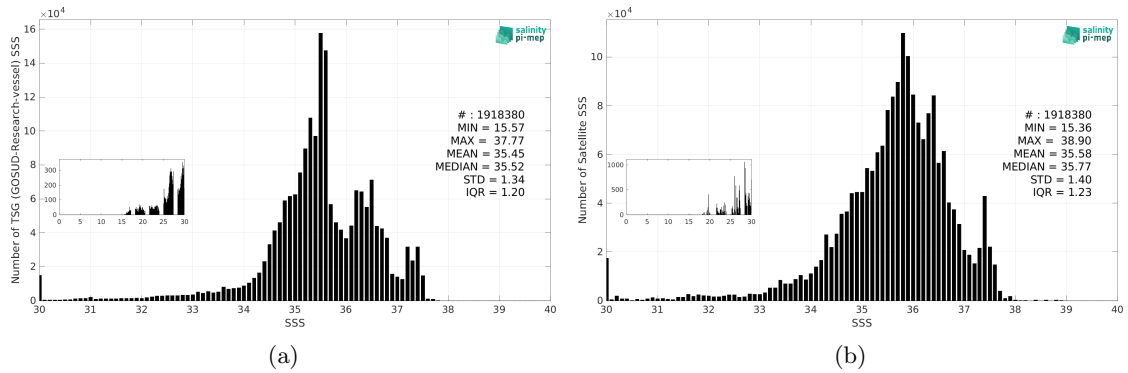 ×10⁴
16
14
12
10
8
6
4
2
0
Number of TSG (GOSUD-Research-vessel) SSS
salinity
pi-mep
# : 1918380
MIN = 15.57
MAX = 37.77
MEAN = 35.45
MEDIAN = 35.52
STD = 1.34
IQR = 1.20
300
200
100
0
0 5 10 15 20 25 30
30 31 32 33 34 35 36 37 38 39 40
SSS
(a)
×10⁴
10
8
6
4
2
0
Number of Satellite SSS
salinity
pi-mep
# : 1918380
MIN = 15.36
MAX = 38.90
MEAN = 35.58
MEDIAN = 35.77
STD = 1.40
IQR = 1.23
1000
500
0
0 5 10 15 20 25 30
30 31 32 33 34 35 36 37 38 39 40
SSS
(b)